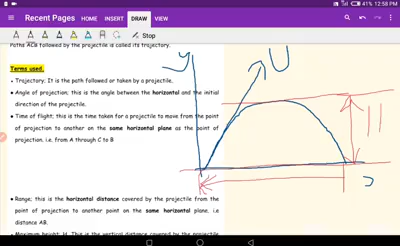 81% 12:58 PM
Recent Pages
HOME
INSERT
DRAW
VIEW
Paths ACB followed by the projectile is called its trajectory.
Terms used.
Trajectory; It is the path followed or taken by a projectile.
Angle of projection; this is the angle between the horizontal and the initial
direction of the projectile.
Time of flight; this is the time taken for a projectile to move from the point
of projection to another on the same horizontal plane as the point of
projection. i.e, from A through C to B
Range; this is the horizontal distance covered by the projectile from the
point of projection to another point on the same horizontal plane, i.e
distance AB.
Maximum height, H. This is the vertical distance covered by the projectile
y
U
H